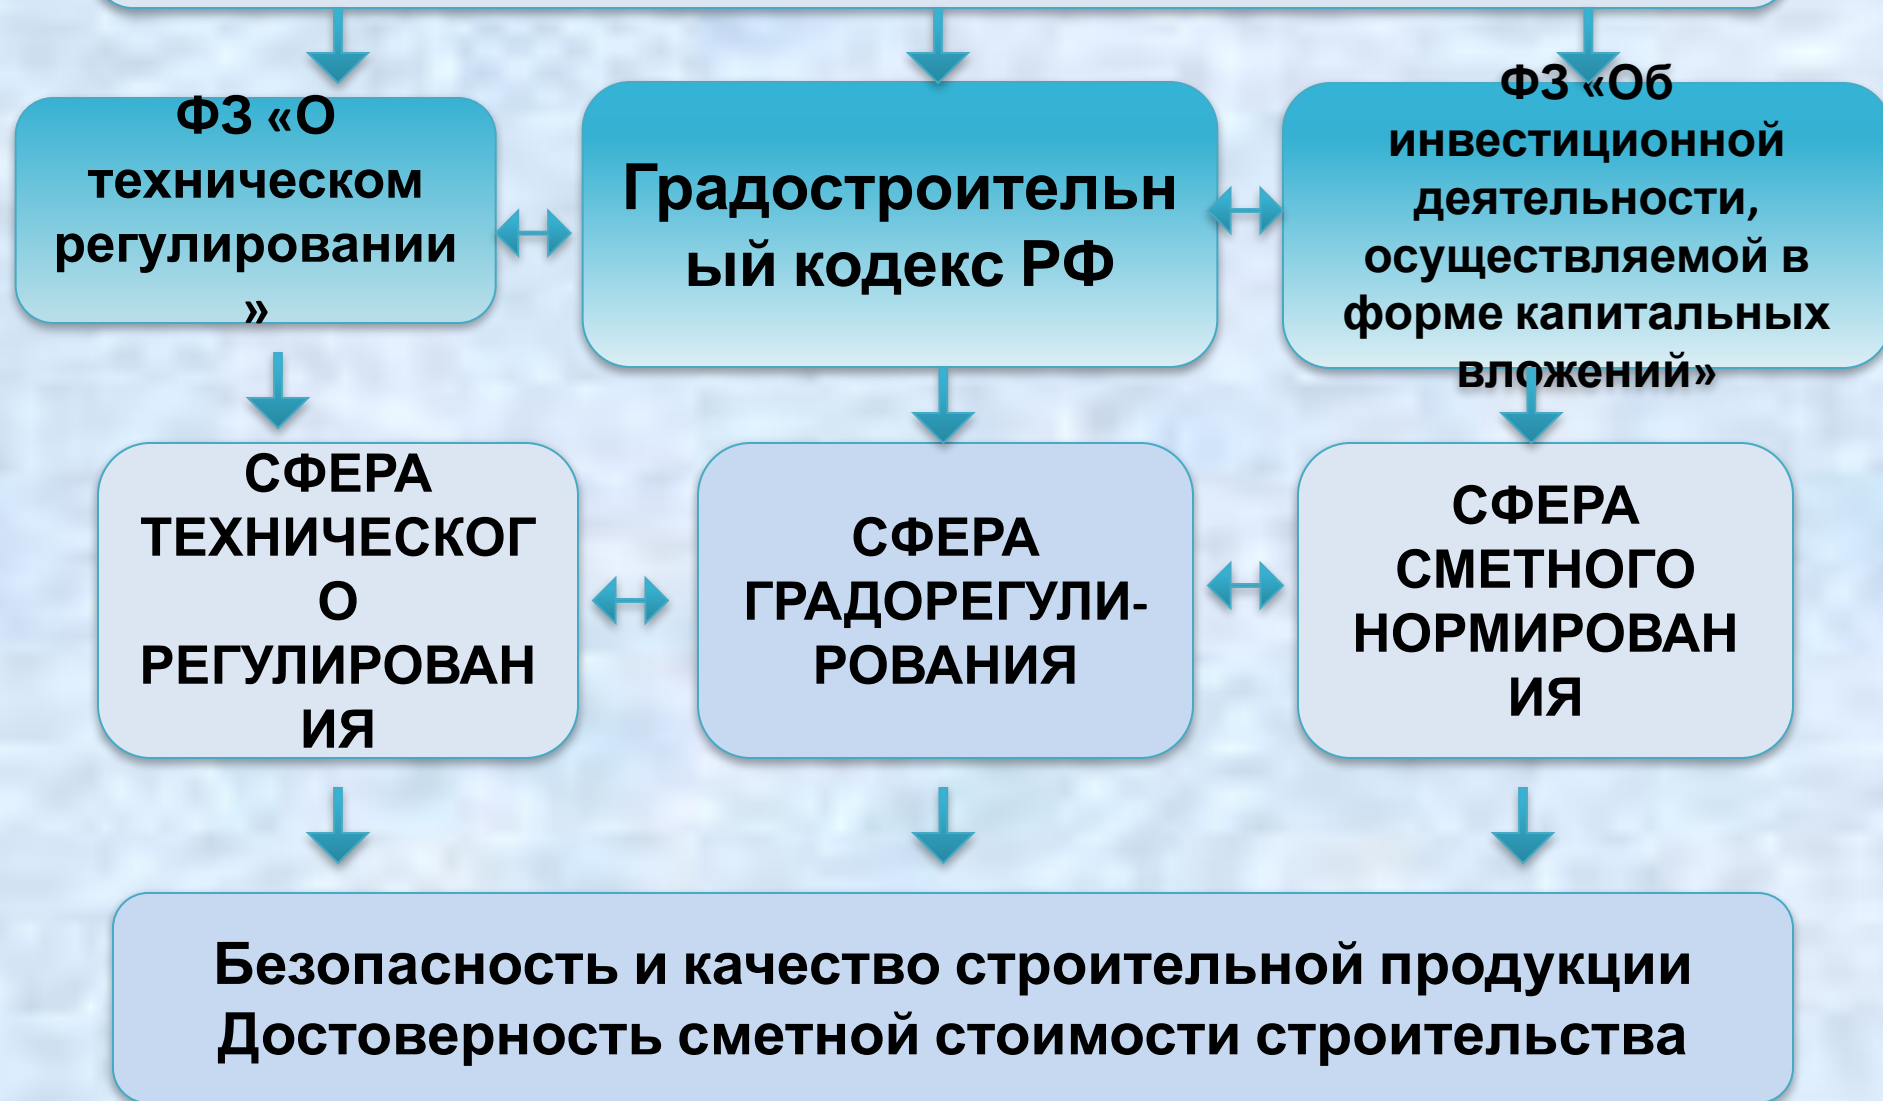 ФЗ «О
техническом
регулировании
»
Градостроительн
ый кодекс РФ
ФЗ «Об
инвестиционной
деятельности,
осуществляемой в
форме капитальных
вложений»
СФЕРА
ТЕХНИЧЕСКОГ
О
РЕГУЛИРОВАН
ИЯ
СФЕРА
ГРАДОРЕГУЛИ-
РОВАНИЯ
СФЕРА
СМЕТНОГО
НОРМИРОВАН
ИЯ
Безопасность и качество строительной продукции
Достоверность сметной стоимости строительства